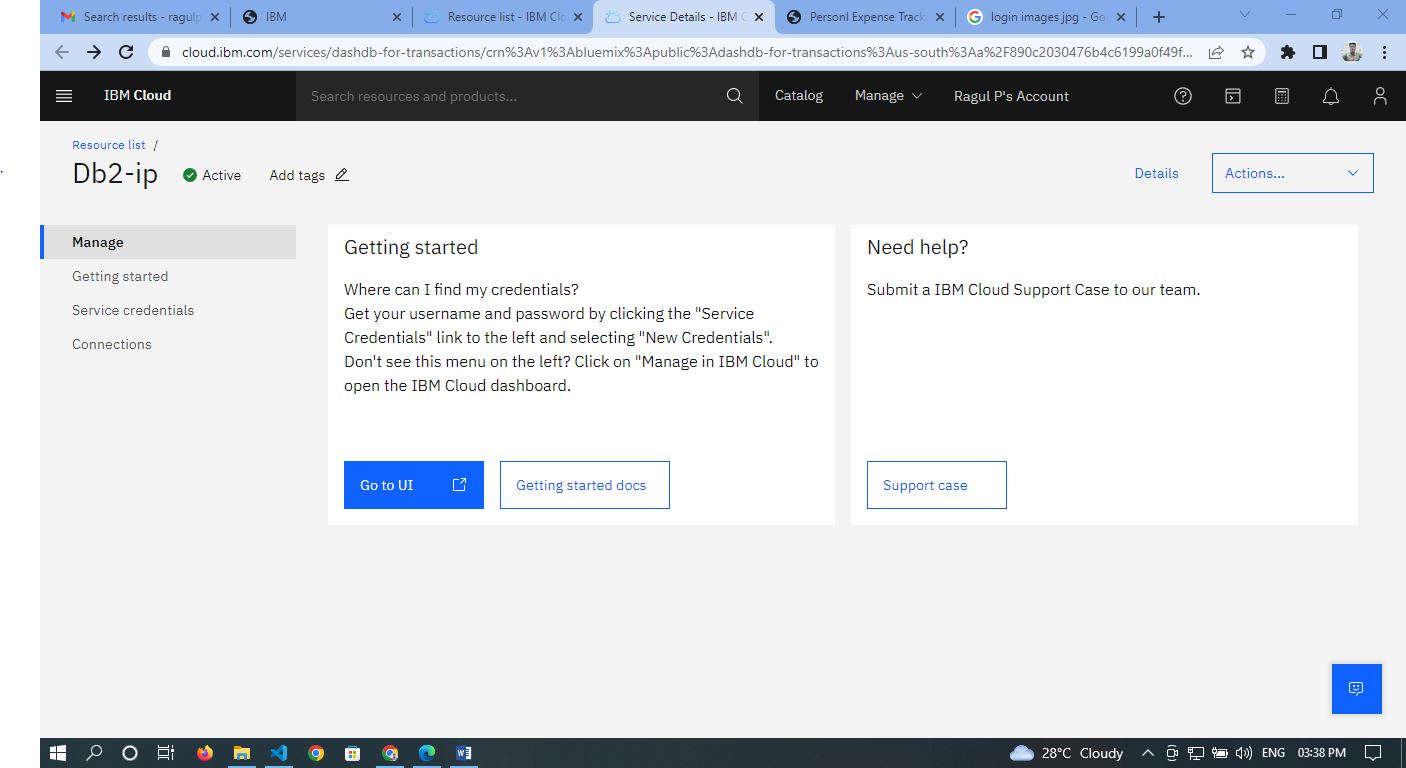 Search results - ragulp
IBM
Resource list - IBM Clo
Service Details - IBM C
Personl Expense Track
login images jpg - Go
cloud.ibm.com/services/dashdb-for-transactions/crn%3Av1%3Abluemix%3Apublic%3Adashdb-for-transactions%3Aus-south%3Aa%2F890c2030476b4c6199a0f49f...
IBM Cloud
Search resources and products...
Catalog
Manage
Ragul P's Account
Resource list /
Db2-ip
Active
Add tags
Details
Actions...
Manage
Getting started
Service credentials
Connections
Getting started
Where can I find my credentials?
Get your username and password by clicking the "Service
Credentials" link to the left and selecting "New Credentials".
Don't see this menu on the left? Click on "Manage in IBM Cloud" to
open the IBM Cloud dashboard.
Go to UI
Getting started docs
Need help?
Submit a IBM Cloud Support Case to our team.
Support case
28°C Cloudy
ENG
03:38 PM